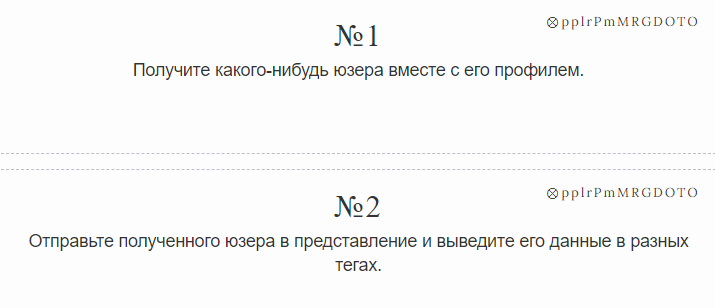 ⊗pplrPmMRGDOTO
№1
Получите какого-нибудь юзера вместе с его профилем.
⊗pplrPmMRGDOTO
№2
Отправьте полученного юзера в представление и выведите его данные в разных
тегах.